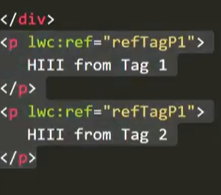 </div>
<p lwc:ref="refTagP1">
HIII from Tag 1
</p>
<p lwc:ref="refTagP1">
HIII from Tag 2
</p>